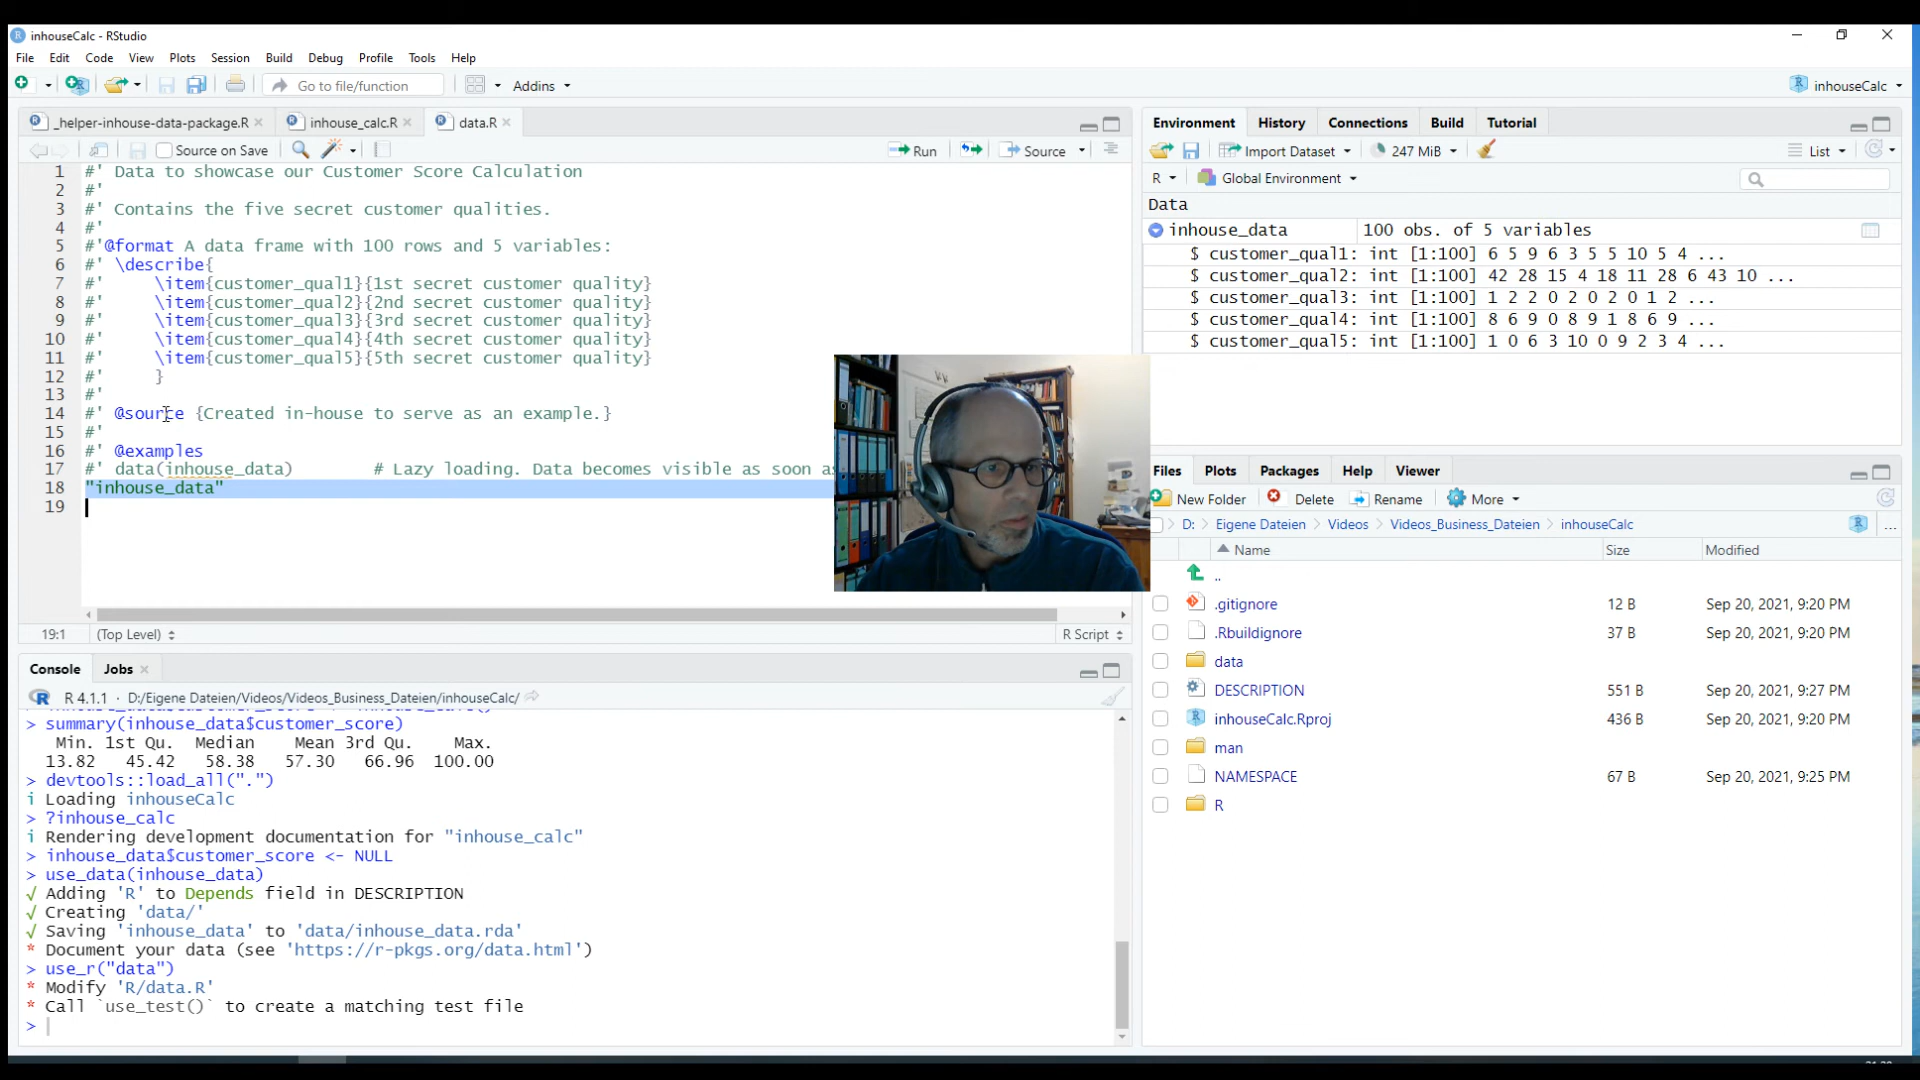 inhouseCalc - RStudio
File Edit Code View Plots Session Build Debug Profile Tools Help
Go to file/function Addins inhouseCalc
_helper-inhouse-data-package.R inhouse_calc.R data.R
Source on Save Run Source
1 #' Data to showcase our Customer Score Calculation
2 #'
3 #' Contains the five secret customer qualities.
4 #'
5 #'@format A data frame with 100 rows and 5 variables:
6 #' \describe{
7 #' \item{customer_qual1}{1st secret customer quality}
8 #' \item{customer_qual2}{2nd secret customer quality}
9 #' \item{customer_qual3}{3rd secret customer quality}
10 #' \item{customer_qual4}{4th secret customer quality}
11 #' \item{customer_qual5}{5th secret customer quality}
12 #' }
13 #'
14 #' @source {Created in-house to serve as an example.}
15 #'
16 #' @examples
17 #' data(inhouse_data) # Lazy loading. Data becomes visible as soon as
18 "inhouse_data"
19
19:1 (Top Level) R Script
Console Jobs
R 4.1.1 · D:/Eigene Dateien/Videos/Videos_Business_Dateien/inhouseCalc/
> summary(inhouse_data$customer_score)
Min. 1st Qu. Median Mean 3rd Qu. Max.
13.82 45.42 58.38 57.30 66.96 100.00
> devtools::load_all(".")
i Loading inhouseCalc
> ?inhouse_calc
i Rendering development documentation for "inhouse_calc"
> inhouse_data$customer_score <- NULL
> use_data(inhouse_data)
√ Adding 'R' to Depends field in DESCRIPTION
√ Creating 'data/'
√ Saving 'inhouse_data' to 'data/inhouse_data.rda'
* Document your data (see 'https://r-pkgs.org/data.html')
> use_r("data")
* Modify 'R/data.R'
* Call `use_test()` to create a matching test file
>
Environment History Connections Build Tutorial
Import Dataset 247 MiB List
R Global Environment
Data
inhouse_data 100 obs. of 5 variables
$ customer_qual1: int [1:100] 6 5 9 6 3 5 5 10 5 4 ...
$ customer_qual2: int [1:100] 42 28 15 4 18 11 28 6 43 10 ...
$ customer_qual3: int [1:100] 1 2 2 0 2 0 2 0 1 2 ...
$ customer_qual4: int [1:100] 8 6 9 0 8 9 1 8 6 9 ...
$ customer_qual5: int [1:100] 1 0 6 3 10 0 9 2 3 4 ...
Files Plots Packages Help Viewer
New Folder Delete Rename More
D: Eigene Dateien Videos Videos_Business_Dateien inhouseCalc ...
Name Size Modified
..
.gitignore 12 B Sep 20, 2021, 9:20 PM
.Rbuildignore 37 B Sep 20, 2021, 9:20 PM
data
DESCRIPTION 551 B Sep 20, 2021, 9:27 PM
inhouseCalc.Rproj 436 B Sep 20, 2021, 9:20 PM
man
NAMESPACE 67 B Sep 20, 2021, 9:25 PM
R